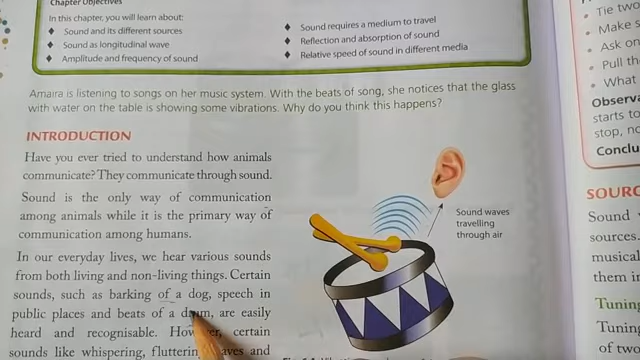 Chapter Objectives
In this chapter, you will learn about:
♦ Sound and its different sources
♦ Sound as longitudinal wave
♦ Amplitude and frequency of sound
♦ Sound requires a medium to travel
♦ Reflection and absorption of sound
♦ Relative speed of sound in different media
Amaira is listening to songs on her music system. With the beats of song, she notices that the glass
with water on the table is showing some vibrations. Why do you think this happens?
INTRODUCTION
Have you ever tried to understand how animals
communicate? They communicate through sound.
Sound is the only way of communication
among animals while it is the primary way of
communication among humans.
In our everyday lives, we hear various sounds
from both living and non-living things. Certain
sounds, such as barking of a dog, speech in
public places and beats of a drum, are easily
heard and recognisable. However, certain
sounds like whispering, fluttering
and
Sound waves
travelling
through air
• Tie two
• Make s
• Ask on
• Pull th
• What
Observa
starts to
stop, no
Conclu
SOURC
Sound
sources.
musical
them in
Tuning
Tuning
of two